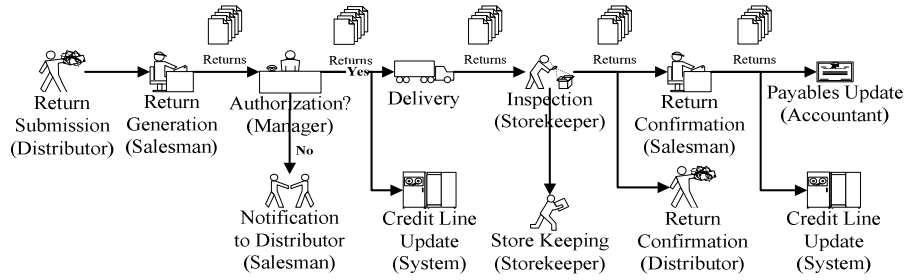 Returns
Returns
Returns
Returns
Returns
Yes
Return
Submission
(Distributor)
Return
Generation
(Salesman)
Authorization?
(Manager)
Delivery
Inspection
(Storekeeper)
Return
Confirmation
(Salesman)
Payables Update
(Accountant)
No
Notification
to Distributor
(Salesman)
Credit Line
Update
(System)
Store Keeping
(Storekeeper)
Return
Confirmation
(Distributor)
Credit Line
Update
(System)